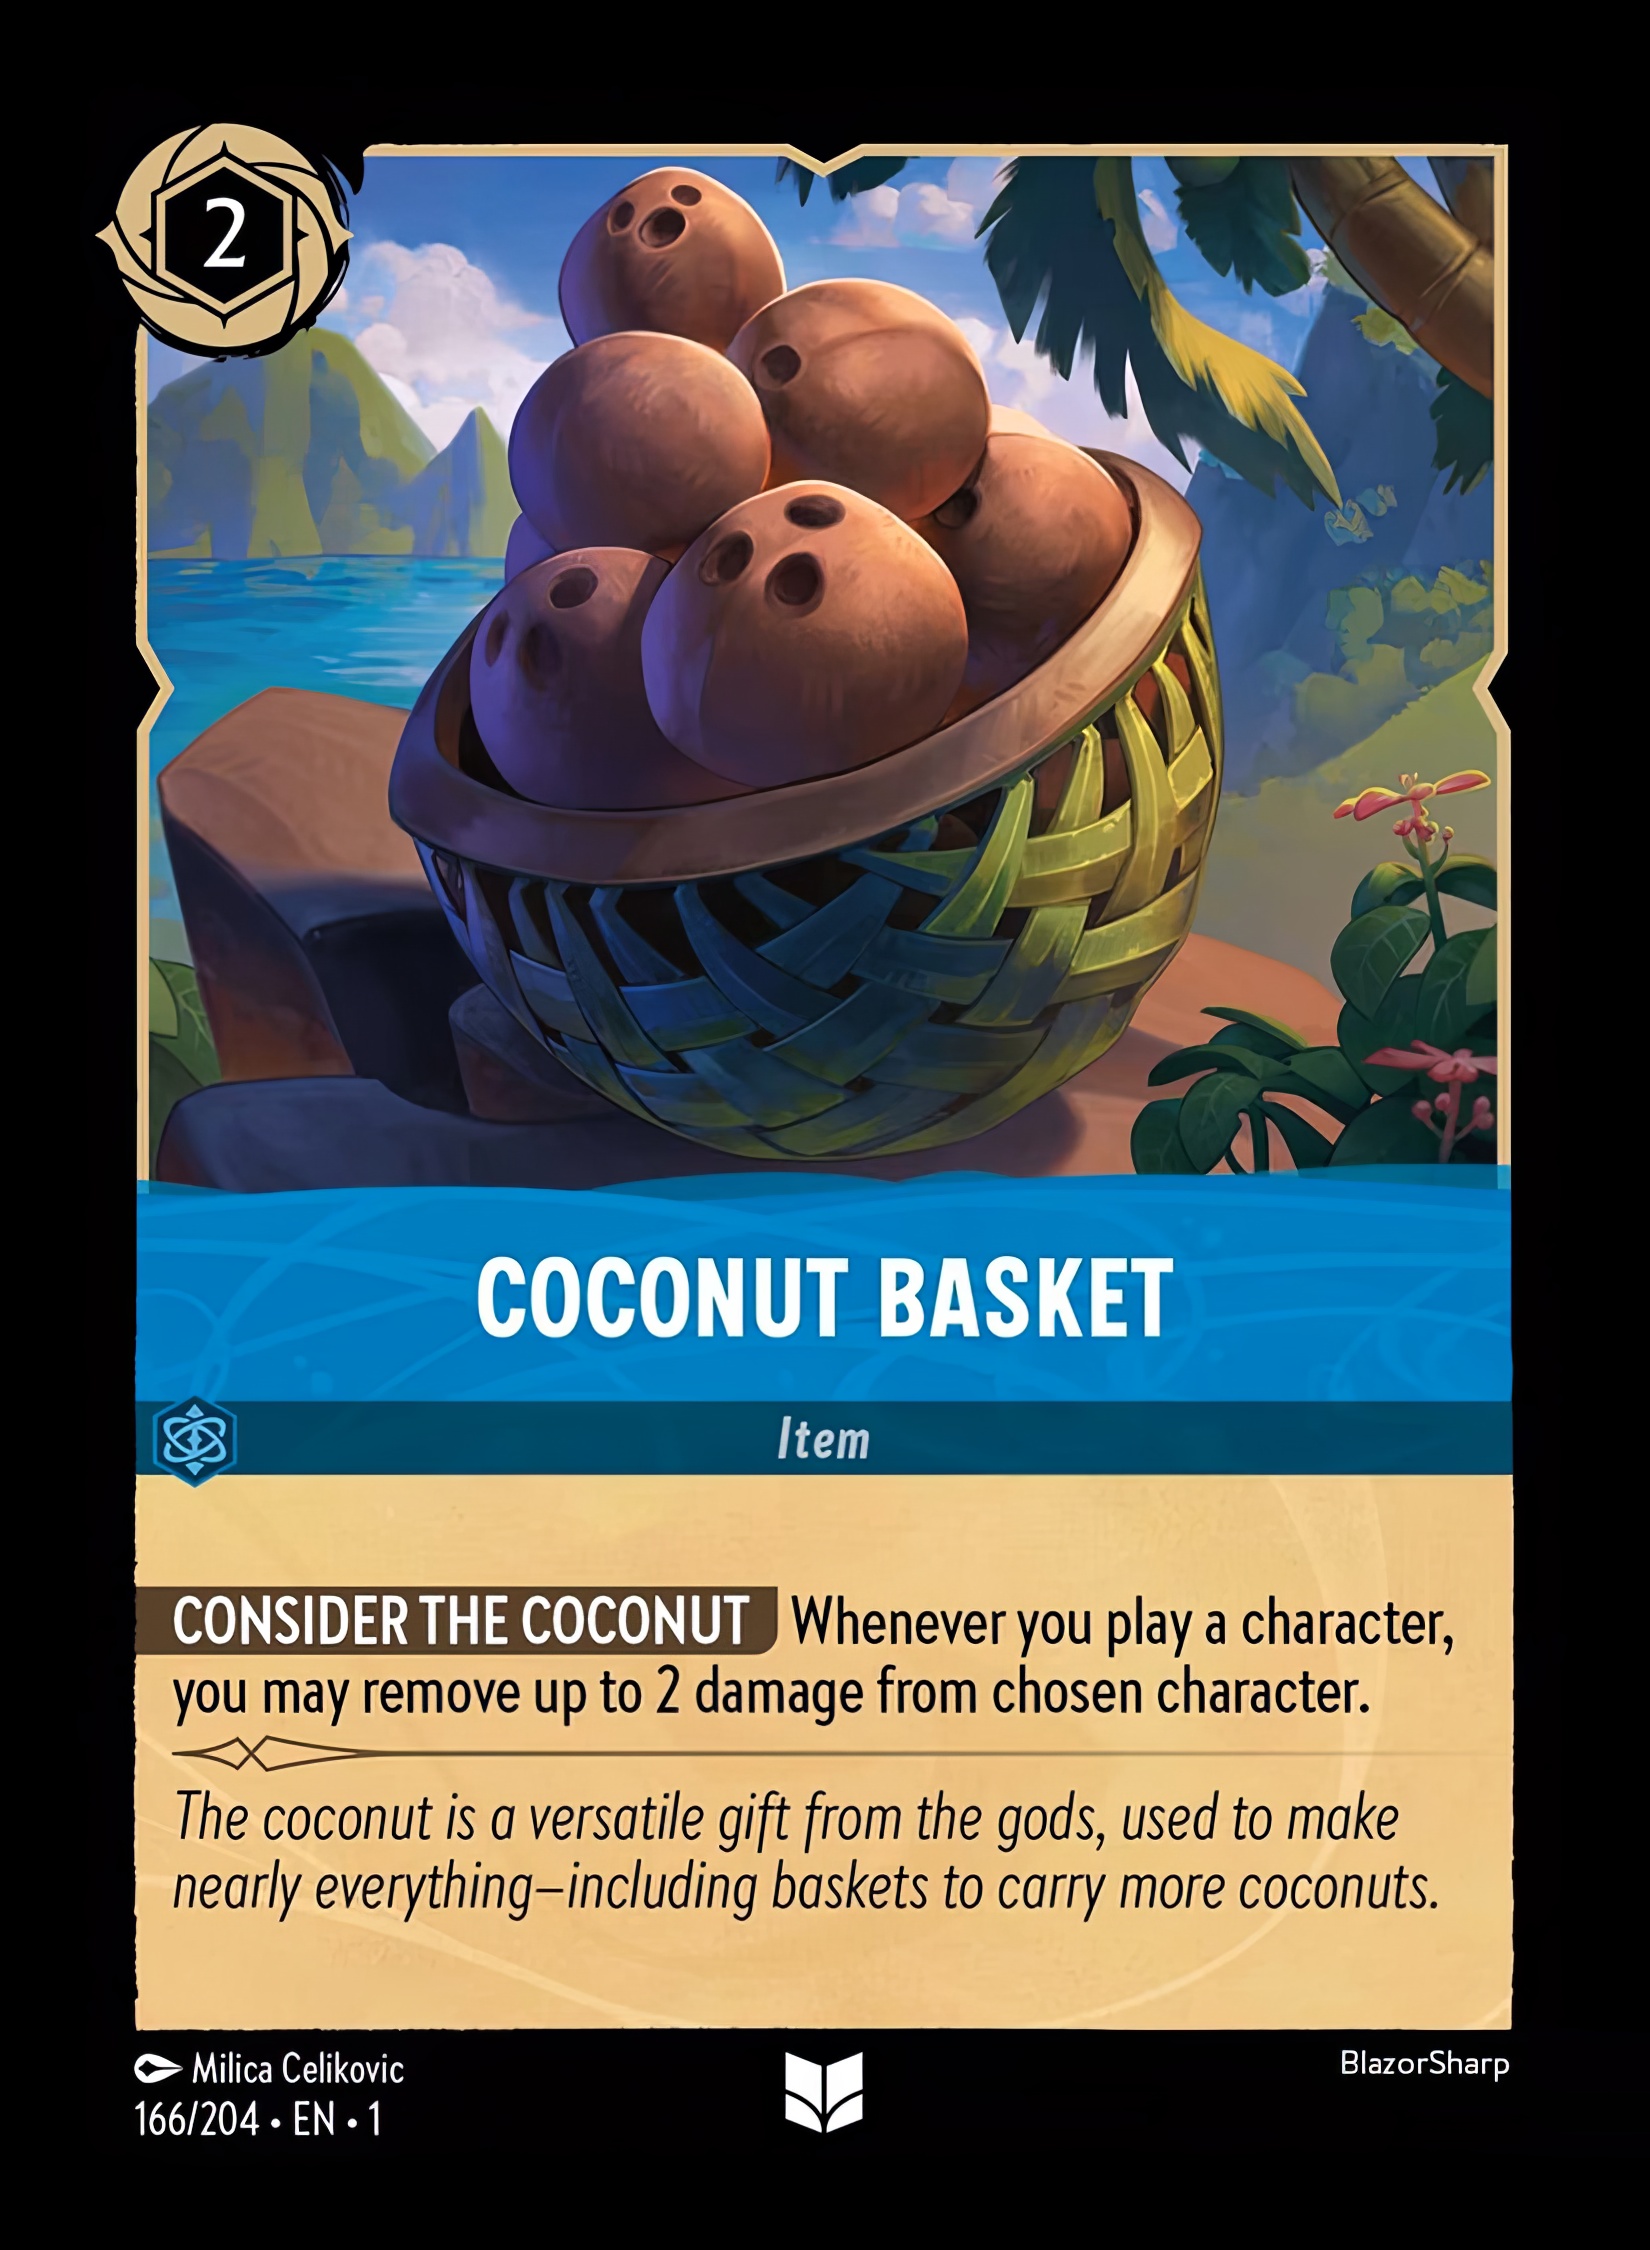 2
COCONUT BASKET
Item
CONSIDER THE COCONUT Whenever you play a character,
you may remove up to 2 damage from chosen character.
The coconut is a versatile gift from the gods, used to make
nearly everything–including baskets to carry more coconuts.
Milica Celikovic
BlazorSharp
166/204 • EN • 1